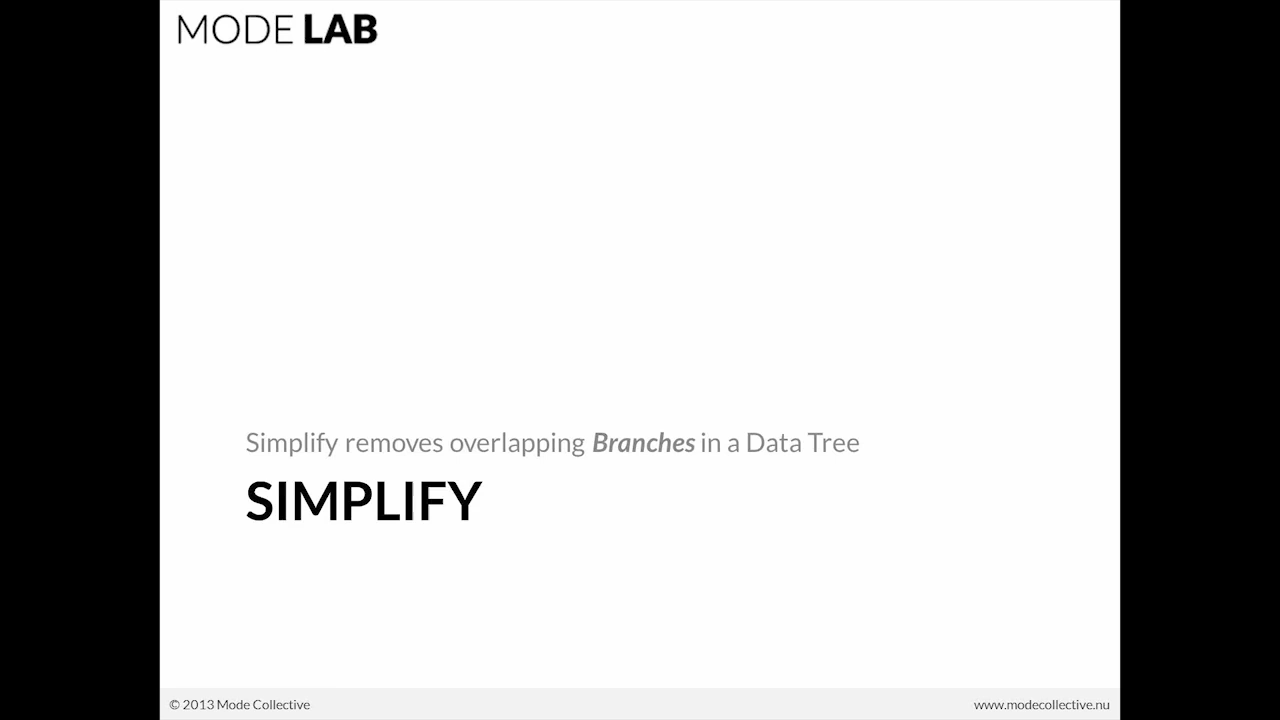 MODE LAB
Simplify removes overlapping Branches in a Data Tree
SIMPLIFY
© 2013 Mode Collective
www.modecollective.nu